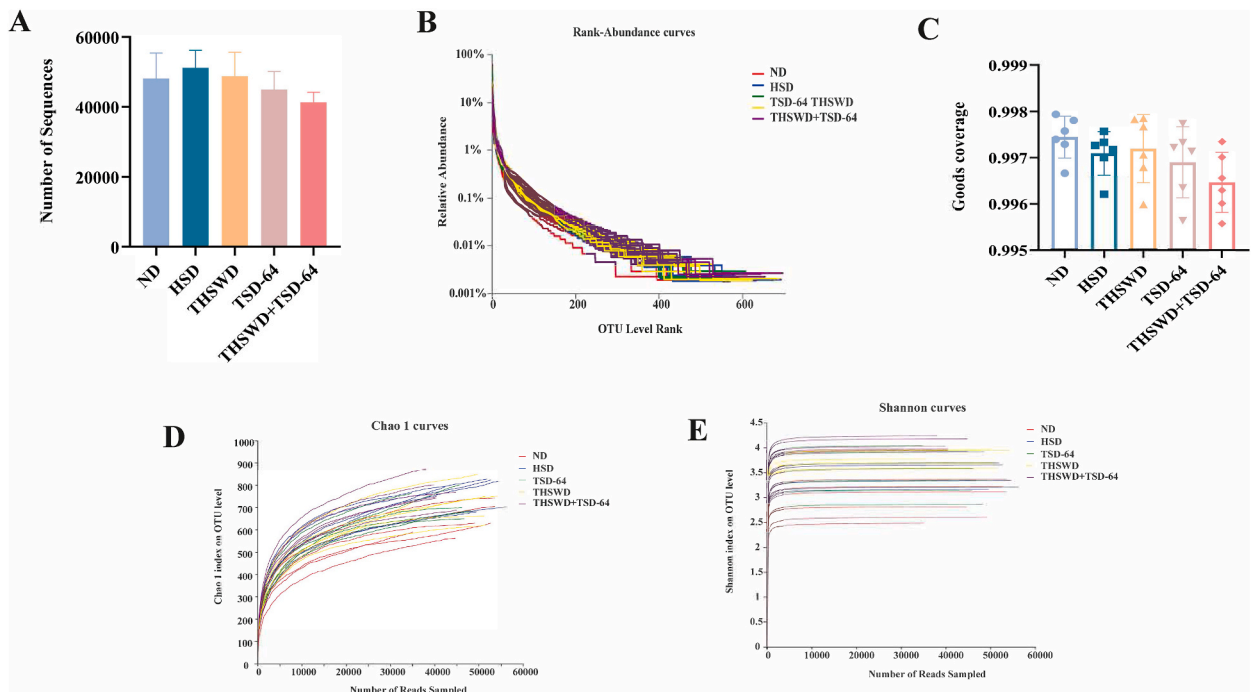 A
60000
40000
20000
0
Number of Sequences
ND
HSD
THSWD
TSD-64
THSWD+TSD-64
B
Rank-Abundance curves
100%
10%
1%
0.1%
0.01%
0.001%
Relative Abundance
0
200
400
600
OTU Level Rank
ND
HSD
TSD-64 THSWD
THSWD+TSD-64
C
0.999
0.998
0.997
0.996
0.995
Goods coverage
ND
HSD
THSWD
TSD-64
THSWD+TSD-64
D
Chao 1 curves
1000
900
800
700
600
500
400
300
200
100
0
Chao 1 index on OTU level
0
10000
20000
30000
40000
50000
60000
Number of Reads Sampled
ND
HSD
TSD-64
THSWD
THSWD+TSD-64
E
Shannon curves
4.5
4
3.5
3
2.5
2
1.5
1
0.5
0
Shannon index on OTU level
0
10000
20000
30000
40000
50000
60000
Number of Reads Sampled
ND
HSD
TSD-64
THSWD
THSWD+TSD-64